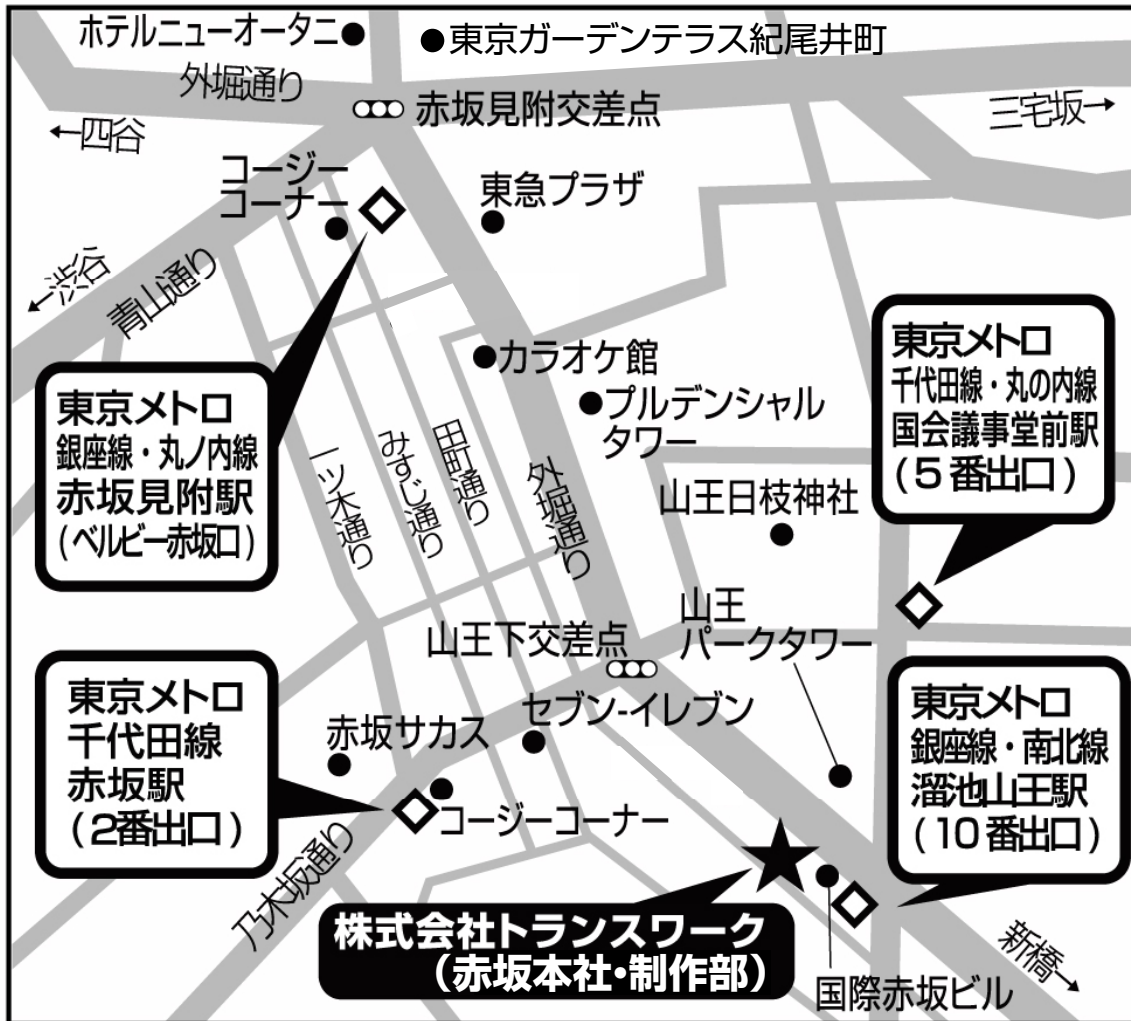 ホテルニューオータニ
東京ガーデンテラス紀尾井町
外堀通り
赤坂見附交差点
←四谷
三宅坂→
コージー
コーナー
東急プラザ
←渋谷
青山通り
東京メトロ
銀座線・丸ノ内線
赤坂見附駅
(ベルビー赤坂口)
カラオケ館
プルデンシャル
タワー
東京メトロ
千代田線・丸の内線
国会議事堂前駅
(5番出口)
一ツ木通り
みすじ通り
田町通り
外堀通り
山王日枝神社
山王下交差点
山王
パークタワー
東京メトロ
千代田線
赤坂駅
(2番出口)
赤坂サカス
セブン-イレブン
コージーコーナー
東京メトロ
銀座線・南北線
溜池山王駅
(10番出口)
乃木坂通り
株式会社トランスワーク
(赤坂本社・制作部)
国際赤坂ビル
新橋→